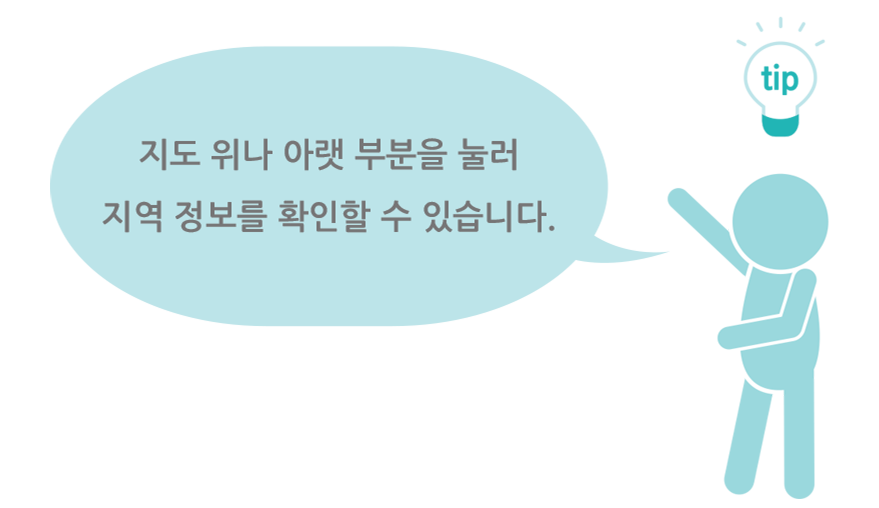 tip
지도 위나 아랫 부분을 눌러
지역 정보를 확인할 수 있습니다.